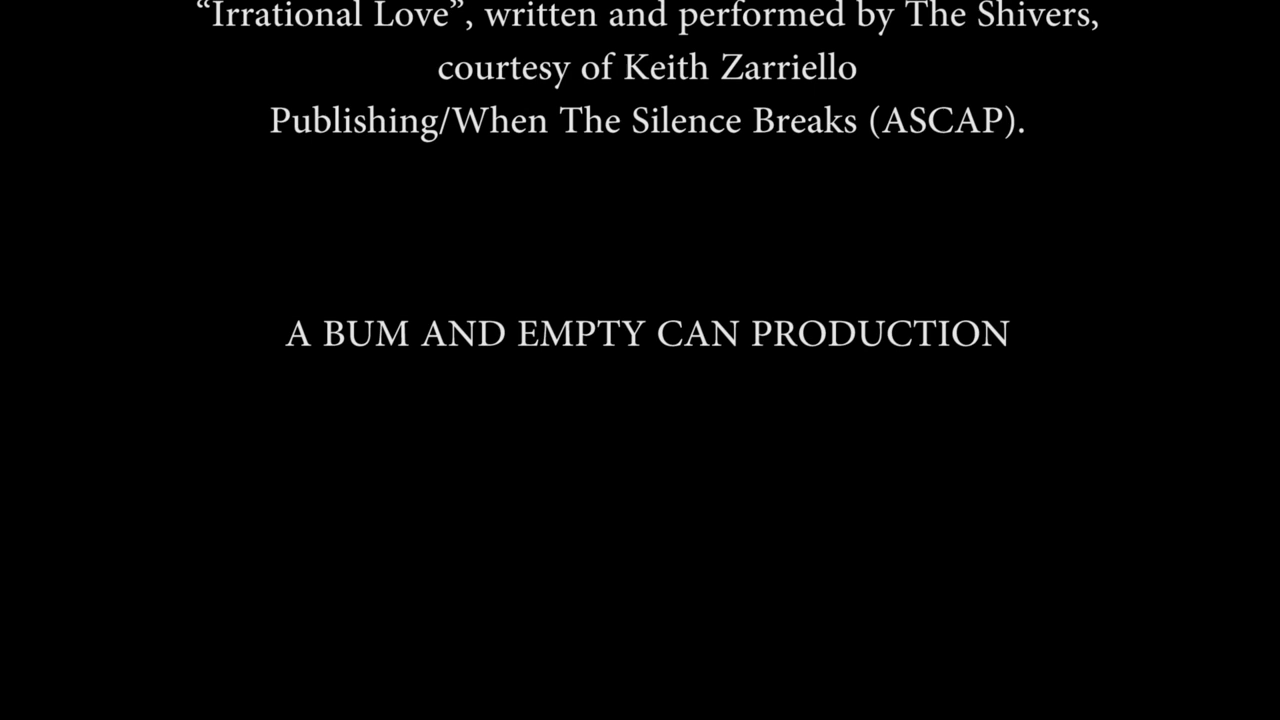 “Irrational Love”, written and performed by The Shivers,
courtesy of Keith Zarriello
Publishing/When The Silence Breaks (ASCAP).
A BUM AND EMPTY CAN PRODUCTION